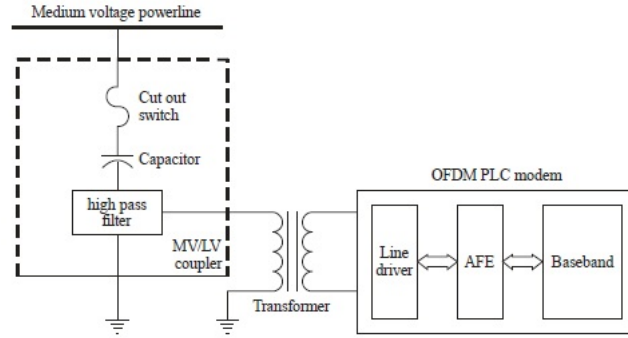 Medium voltage powerline
Cut out
switch
Capacitor
high pass
filter
MV/LV
coupler
Transformer
OFDM PLC modem
Line
driver
AFE
Baseband